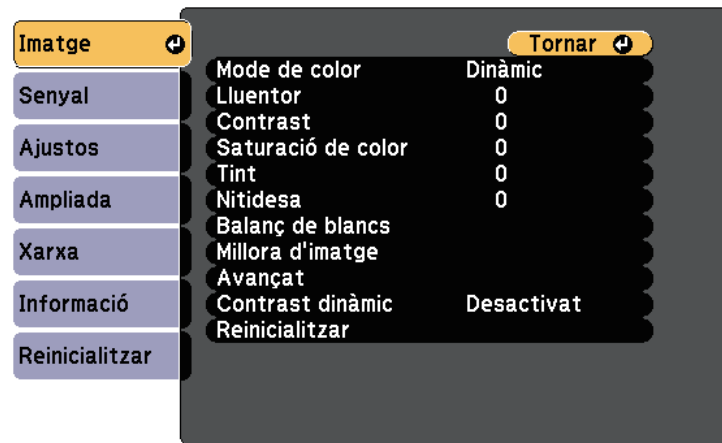 Imatge
Senyal
Ajustos
Ampliada
Xarxa
Informació
Reinicialitzar
Tornar
Mode de color Dinàmic
Lluentor 0
Contrast 0
Saturació de color 0
Tint 0
Nitidesa 0
Balanç de blancs
Millora d'imatge
Avançat
Contrast dinàmic Desactivat
Reinicialitzar